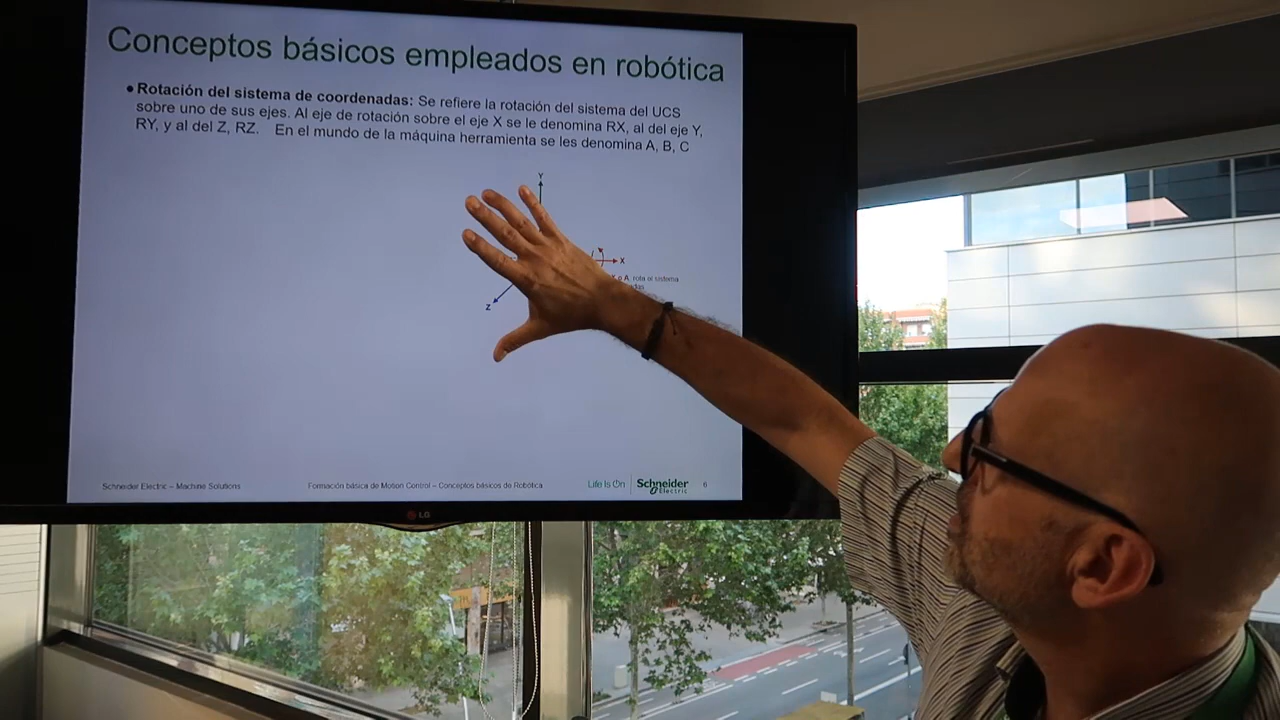 Conceptos básicos empleados en robótica
● Rotación del sistema de coordenadas: Se refiere la rotación del sistema del UCS
sobre uno de sus ejes. Al eje de rotación sobre el eje X se le denomina RX, al del eje Y,
RY, y al del Z, RZ. En el mundo de la máquina herramienta se les denomina A, B, C
Y
X
o A rota el sistema
Z
Schneider Electric – Machine Solutions
Formación básica de Motion Control – Conceptos básicos de Robótica
Life Is On
Schneider
Electric
6
LG